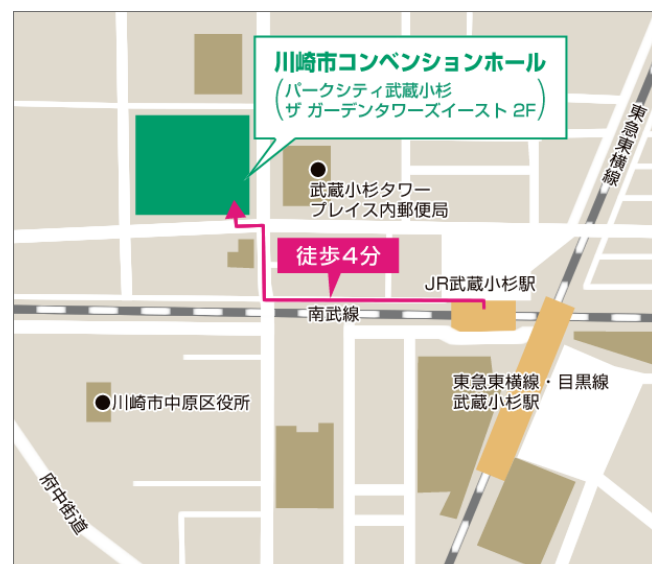 川崎市コンベンションホール
(パークシティ武蔵小杉
ザ ガーデンタワーズイースト 2F)
東急東横線
武蔵小杉タワー
プレイス内郵便局
徒歩4分
JR武蔵小杉駅
南武線
東急東横線・目黒線
武蔵小杉駅
川崎市中原区役所
府中街道